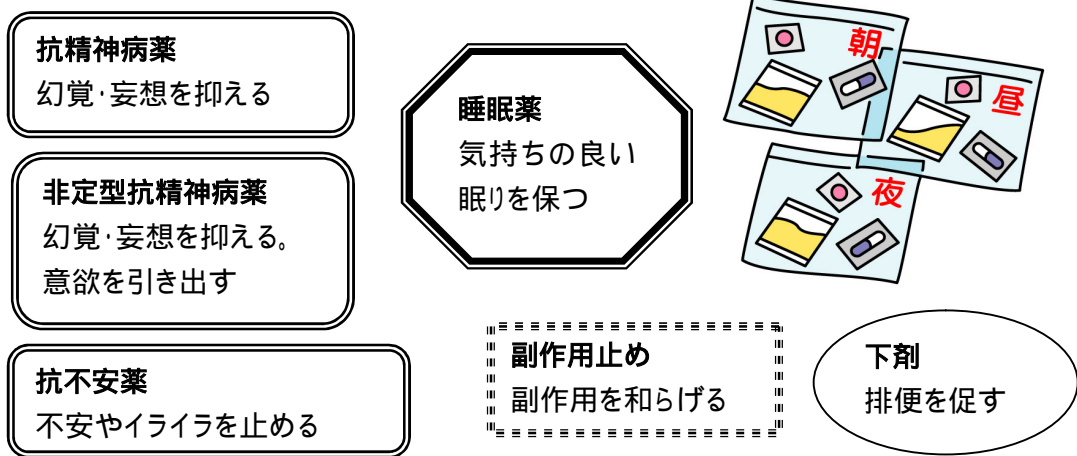 抗精神病薬
幻覚・妄想を抑える
非定型抗精神病薬
幻覚・妄想を抑える。
意欲を引き出す
抗不安薬
不安やイライラを止める
睡眠薬
気持ちの良い
眠りを保つ
朝
昼
夜
副作用止め
副作用を和らげる
下剤
排便を促す